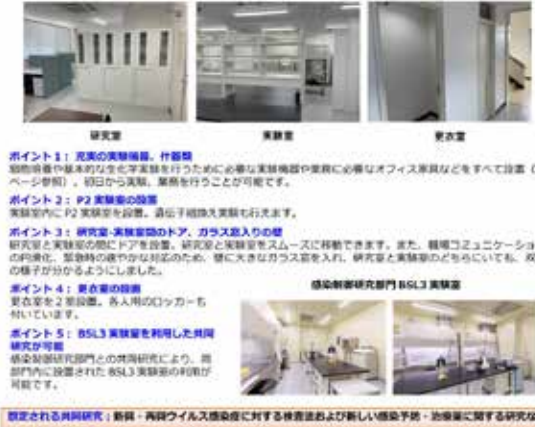 研究室
実験室
更衣室
ポイント1： 充実の実験機器、什器類
細胞培養や基本的な生化学実験を行うために必要な実験機器や業務に必要なオフィス家具などをすべて設置（
ページ参照）。初日から実験、業務を行うことが可能です。
ポイント2： P2 実験室の設置
実験室内に P2 実験室を設置。遺伝子組換え実験も行えます。
ポイント3： 研究室-実験室間のドア、ガラス窓入りの壁
研究室と実験室の間にドアを設置、研究室と実験室をスムーズに移動できます。また、職場コミュニケーショ
の円滑化、緊急時の速やかな対応のため、壁に大きなガラス窓を入れ、研究室と実験室のどちらにいても、双
の様子が分かるようにしました。
ポイント4： 更衣室の設置
更衣室を2室設置。各人用のロッカーも
付いています。
ポイント5： BSL3 実験室を利用した共同
研究が可能
感染制御研究部門との共同研究により、同
部門内に設置された BSL3 実験室の利用が
可能です。
感染制御研究部門 BSL3 実験室
想定される共同研究：新興・再興ウイルス感染症に対する検査法および新しい感染予防・治療薬に関する研究な